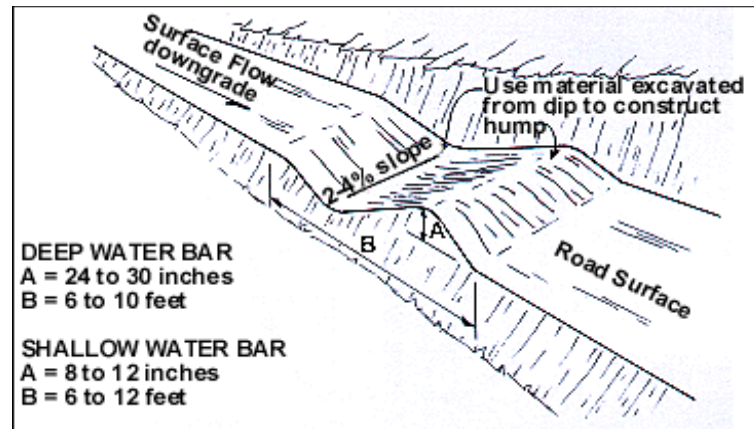 Surface Flow
downgrade
Use material excavated
from dip to construct
hump
2-4% slope
A
B
Road Surface
DEEP WATER BAR
A = 24 to 30 inches
B = 6 to 10 feet
SHALLOW WATER BAR
A = 8 to 12 inches
B = 6 to 12 feet